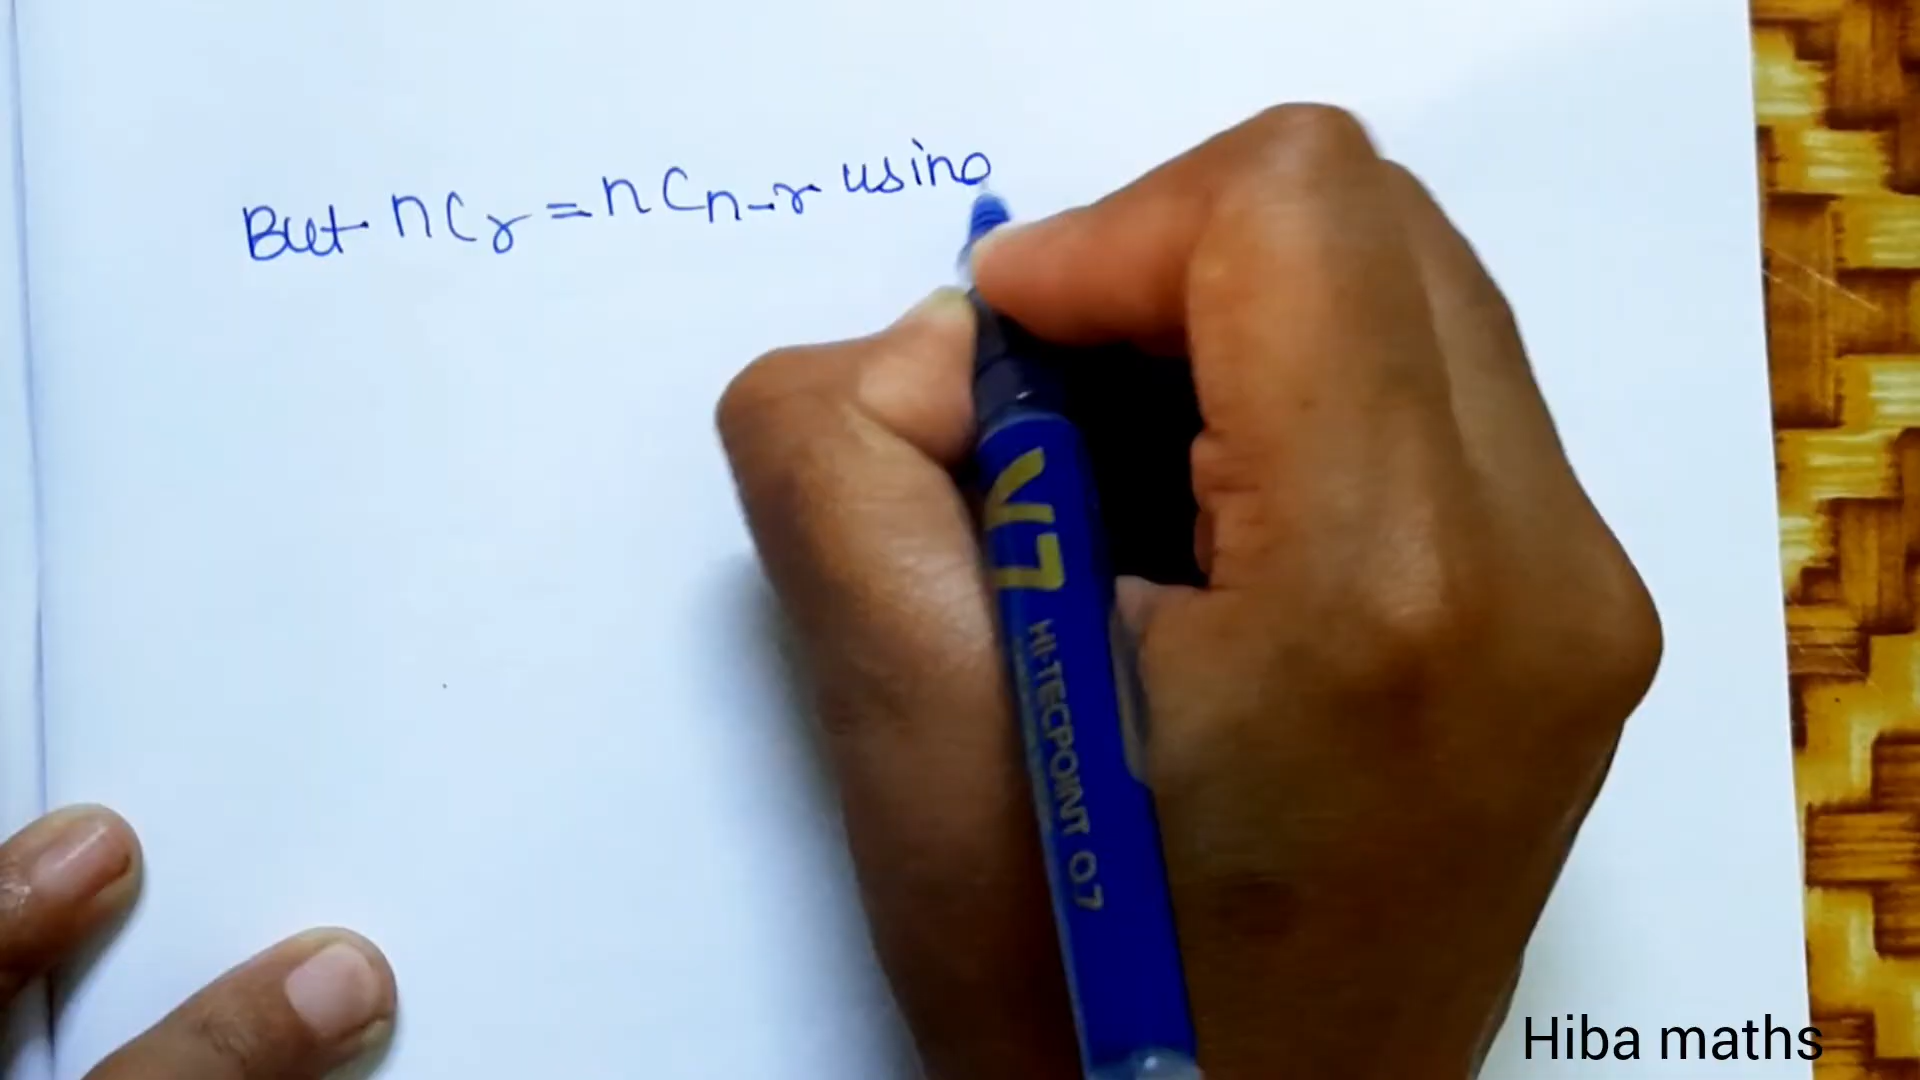 But nCr = nCn-r using
V7
HI-TECPOINT 0.7
Hiba maths